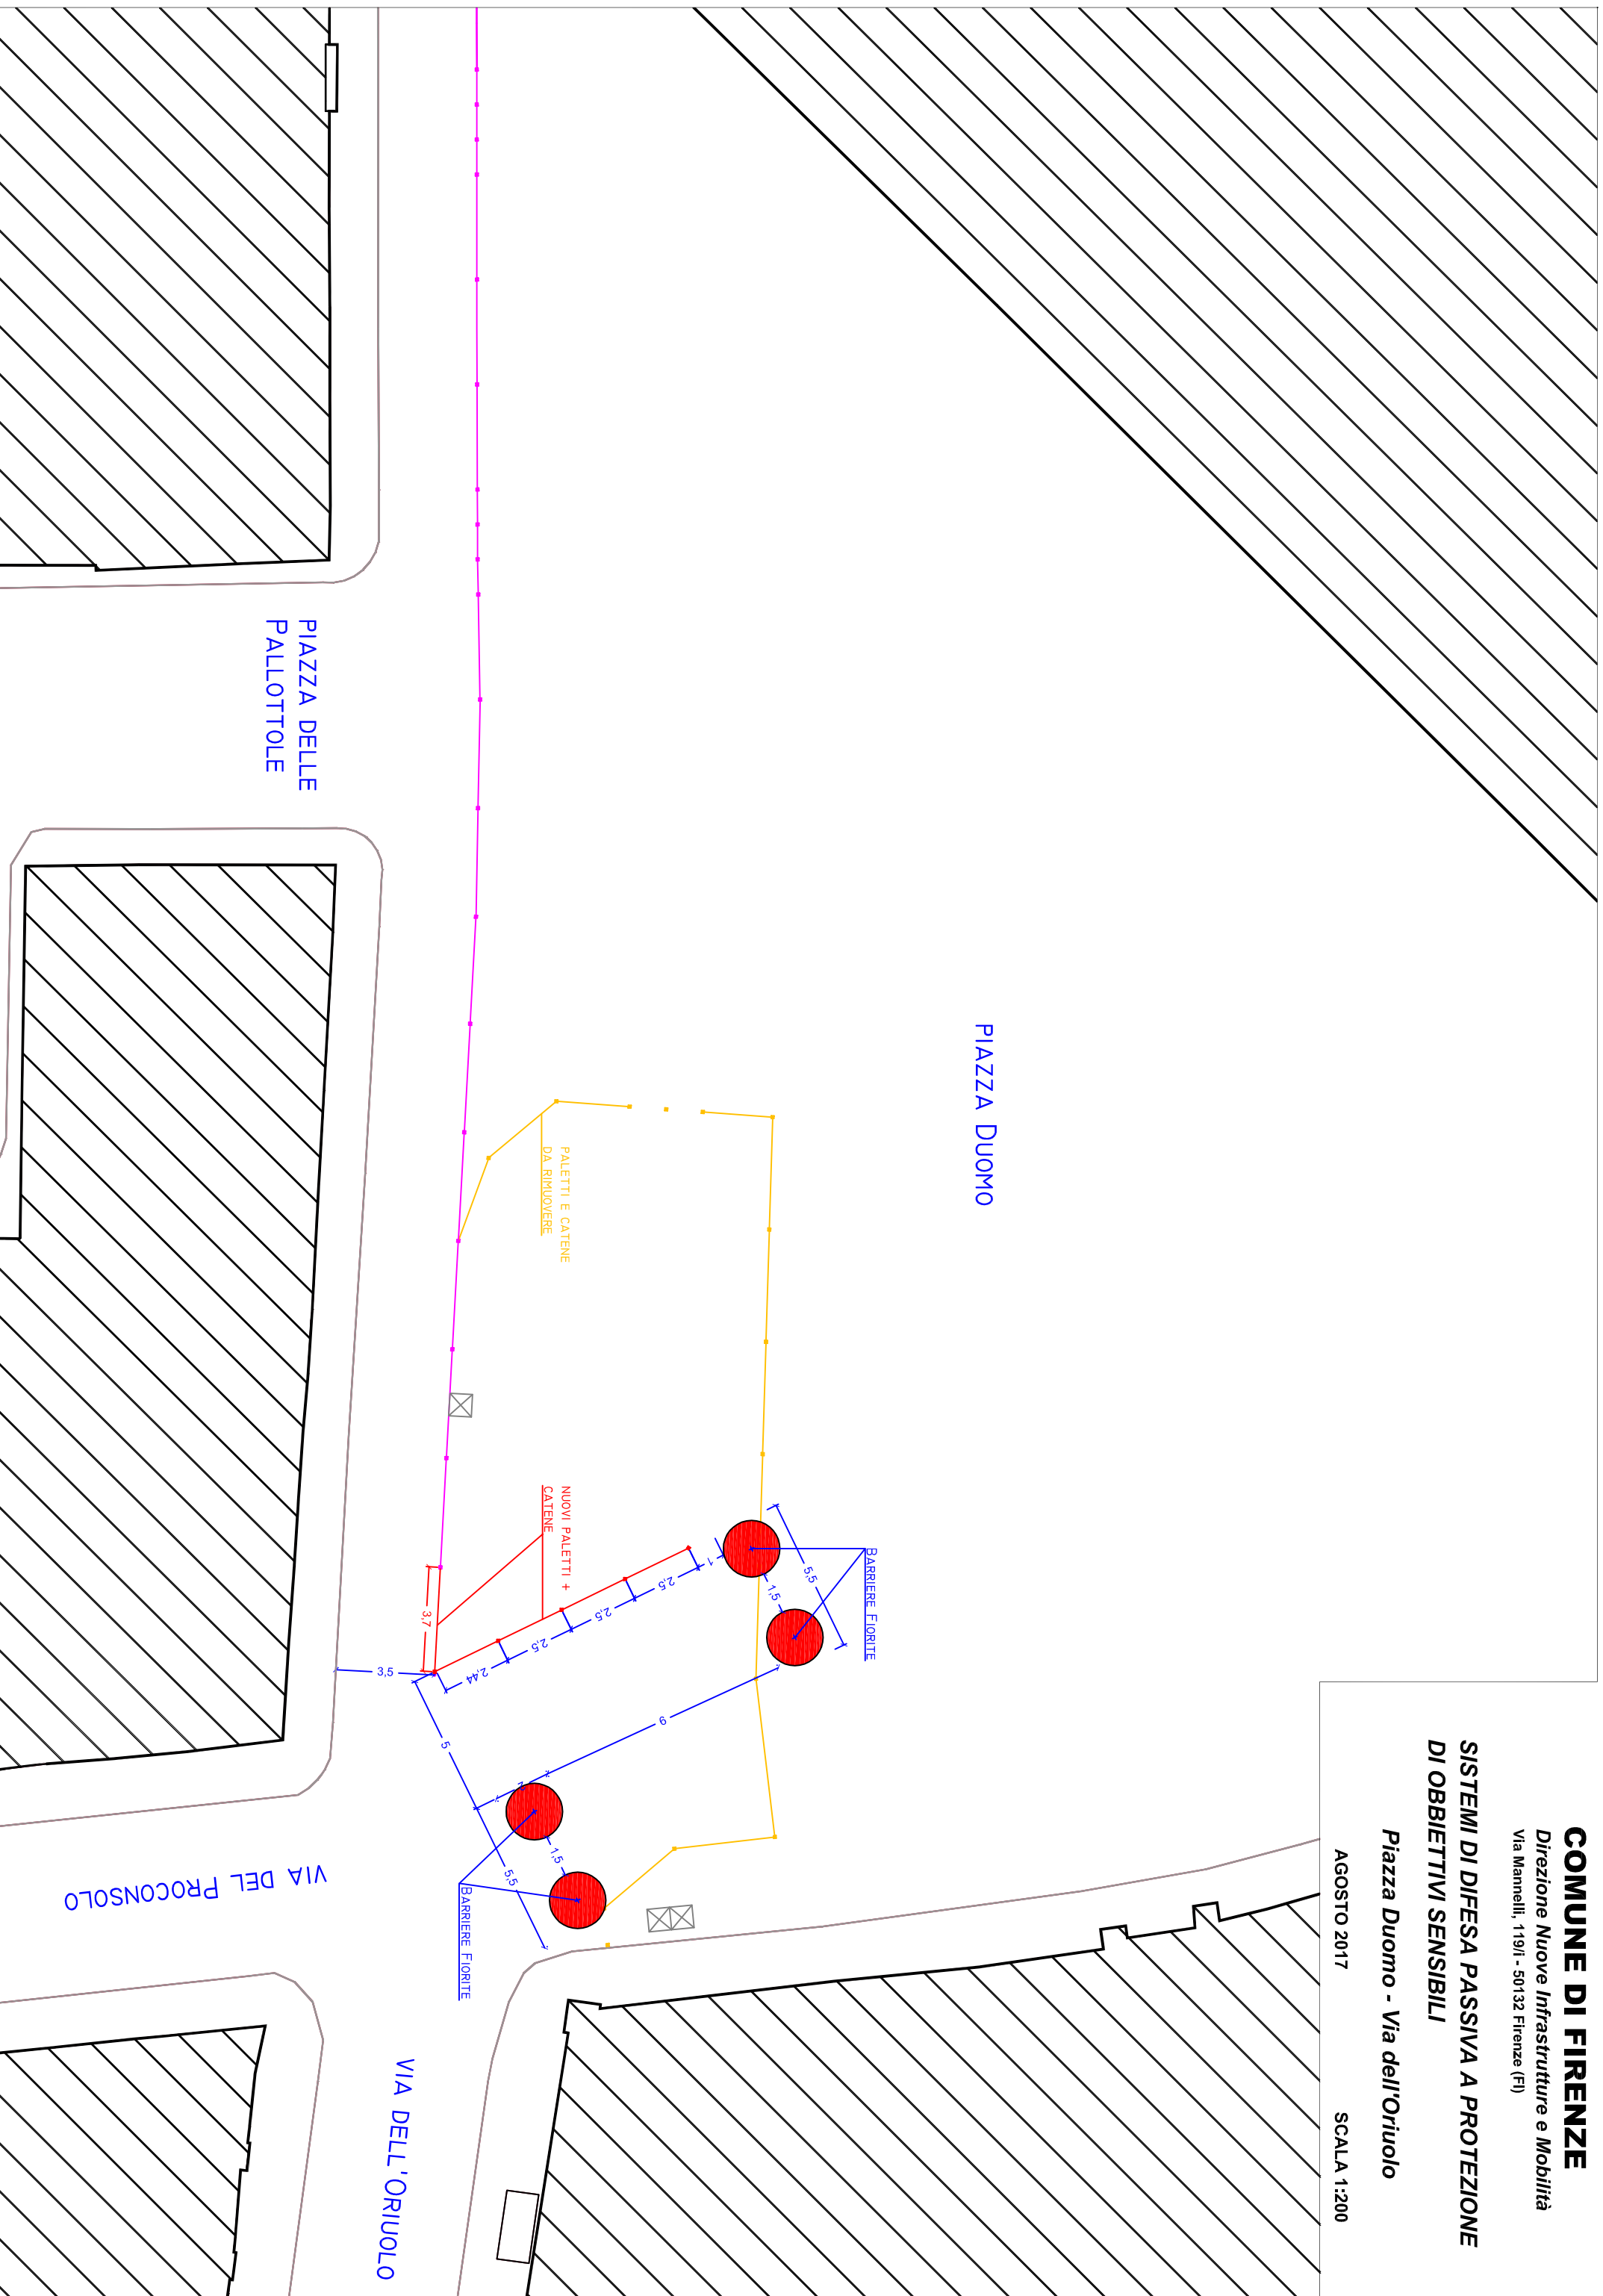 COMUNE DI FIRENZE
Direzione Nuove Infrastrutture e Mobilità
Via Mannelli, 119/i - 50132 Firenze (FI)
SISTEMI DI DIFESA PASSIVA A PROTEZIONE
DI OBBIETTIVI SENSIBILI
Piazza Duomo - Via dell'Oriuolo
AGOSTO 2017 SCALA 1:200
PIAZZA DUOMO
BARRIERE FIORITE
5,5
1,5
1
2,5
2,5
2,5
2,44
PALETTI E CATENE
DA RIMUOVERE
NUOVI PALETTI +
CATENE
3,7
3,5
9
5
2
1,5
5,5
BARRIERE FIORITE
PIAZZA DELLE
PALLOTTOLE
VIA DEL PROCONSOLO
VIA DELL'ORIUOLO